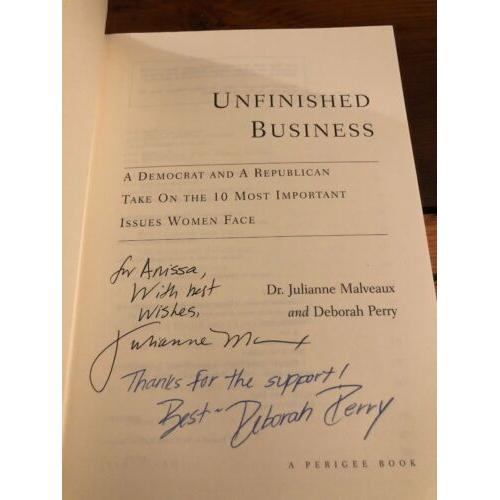 UNFINISHED
BUSINESS
A DEMOCRAT AND A REPUBLICAN
TAKE ON THE 10 MOST IMPORTANT
ISSUES WOMEN FACE
for Anissa,
With best
wishes,
Julianne M
Dr. Julianne Malveaux
and Deborah Perry
Thanks for the support!
Best ~ Deborah Perry
A PERIGEE BOOK